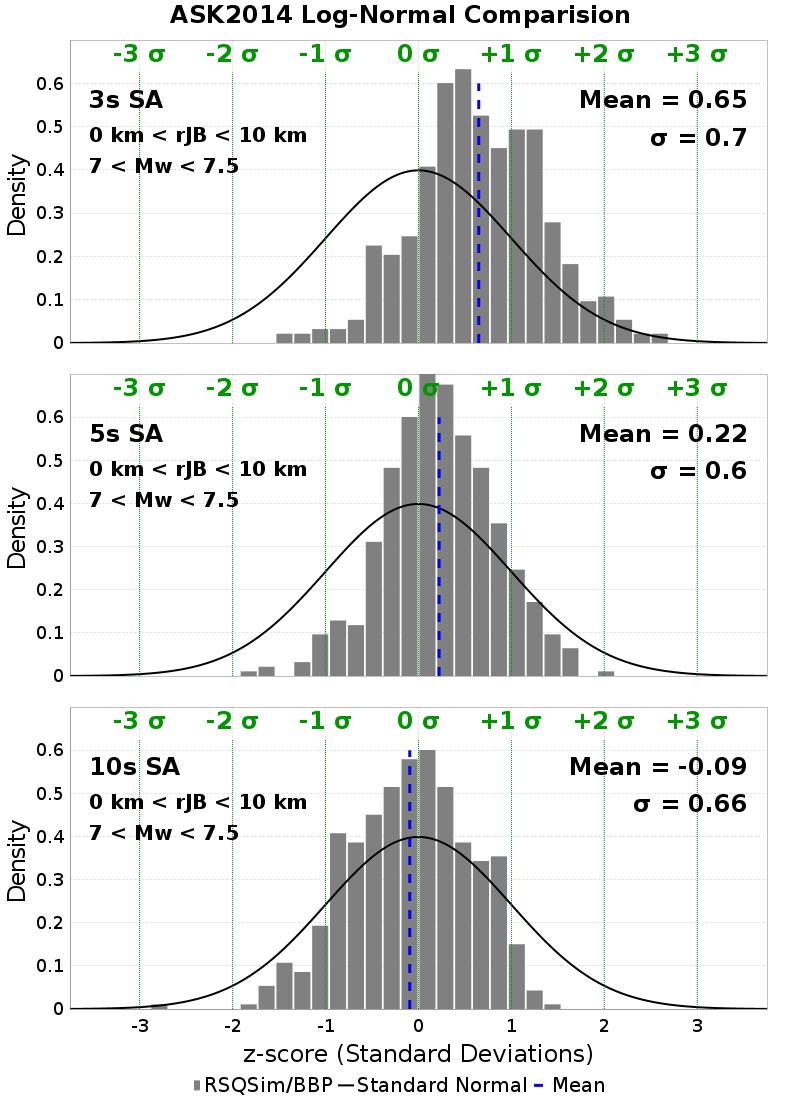 ASK2014 Log-Normal Comparision
-3 σ -2 σ -1 σ 0 σ +1 σ +2 σ +3 σ
3s SA Mean = 0.65
0 km < rJB < 10 km σ = 0.7
7 < Mw < 7.5
Density
0.6
0.5
0.4
0.3
0.2
0.1
0
-3 σ -2 σ -1 σ 0 σ +1 σ +2 σ +3 σ
5s SA Mean = 0.22
0 km < rJB < 10 km σ = 0.6
7 < Mw < 7.5
Density
0.6
0.5
0.4
0.3
0.2
0.1
0
-3 σ -2 σ -1 σ 0 σ +1 σ +2 σ +3 σ
10s SA Mean = -0.09
0 km < rJB < 10 km σ = 0.66
7 < Mw < 7.5
Density
0.6
0.5
0.4
0.3
0.2
0.1
0
-3 -2 -1 0 1 2 3
z-score (Standard Deviations)
RSQSim/BBP Standard Normal Mean